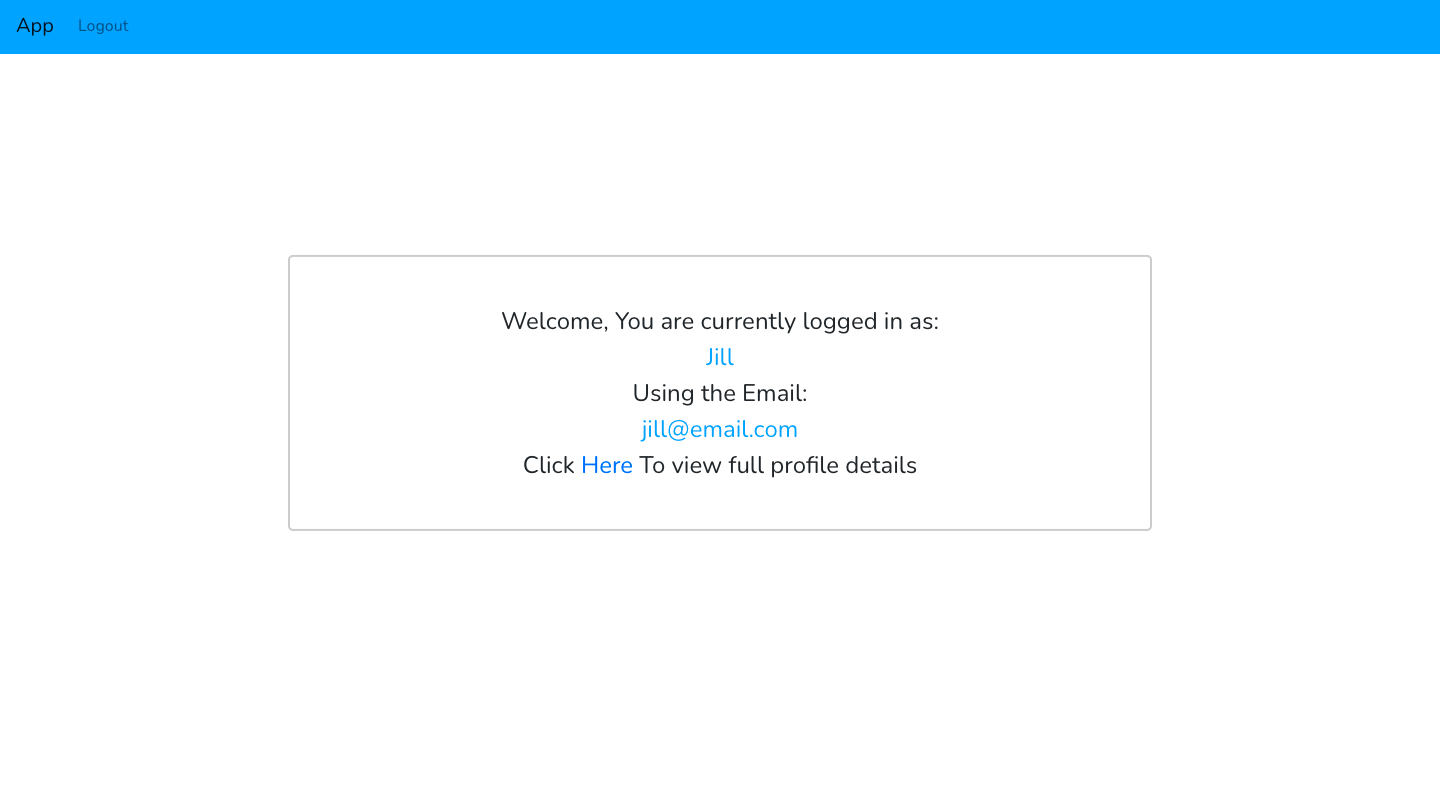 App Logout
Welcome, You are currently logged in as:
Jill
Using the Email:
jill@email.com
Click Here To view full profile details